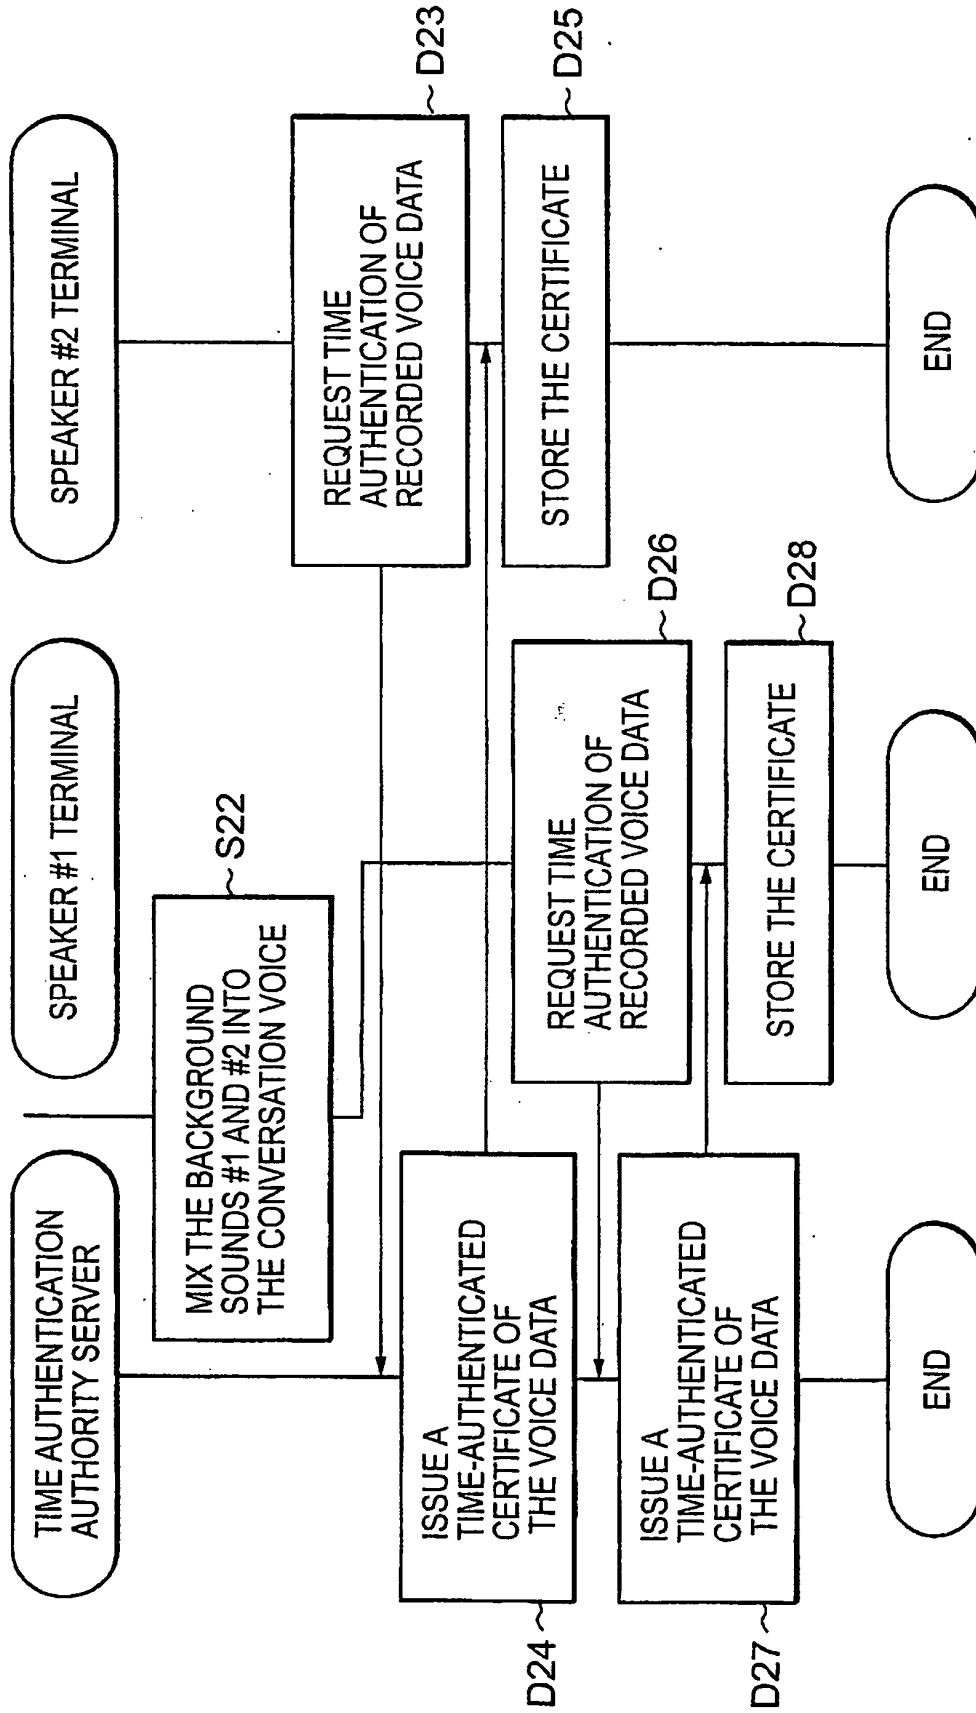 TIME AUTHENTICATION
AUTHORITY SERVER
SPEAKER #1 TERMINAL
SPEAKER #2 TERMINAL
MIX THE BACKGROUND
SOUNDS #1 AND #2 INTO
THE CONVERSATION VOICE
S22
REQUEST TIME
AUTHENTICATION OF
RECORDED VOICE DATA
D23
ISSUE A
TIME-AUTHENTICATED
CERTIFICATE OF
THE VOICE DATA
D24
STORE THE CERTIFICATE
D25
REQUEST TIME
AUTHENTICATION OF
RECORDED VOICE DATA
D26
ISSUE A
TIME-AUTHENTICATED
CERTIFICATE OF
THE VOICE DATA
D27
STORE THE CERTIFICATE
D28
END
END
END